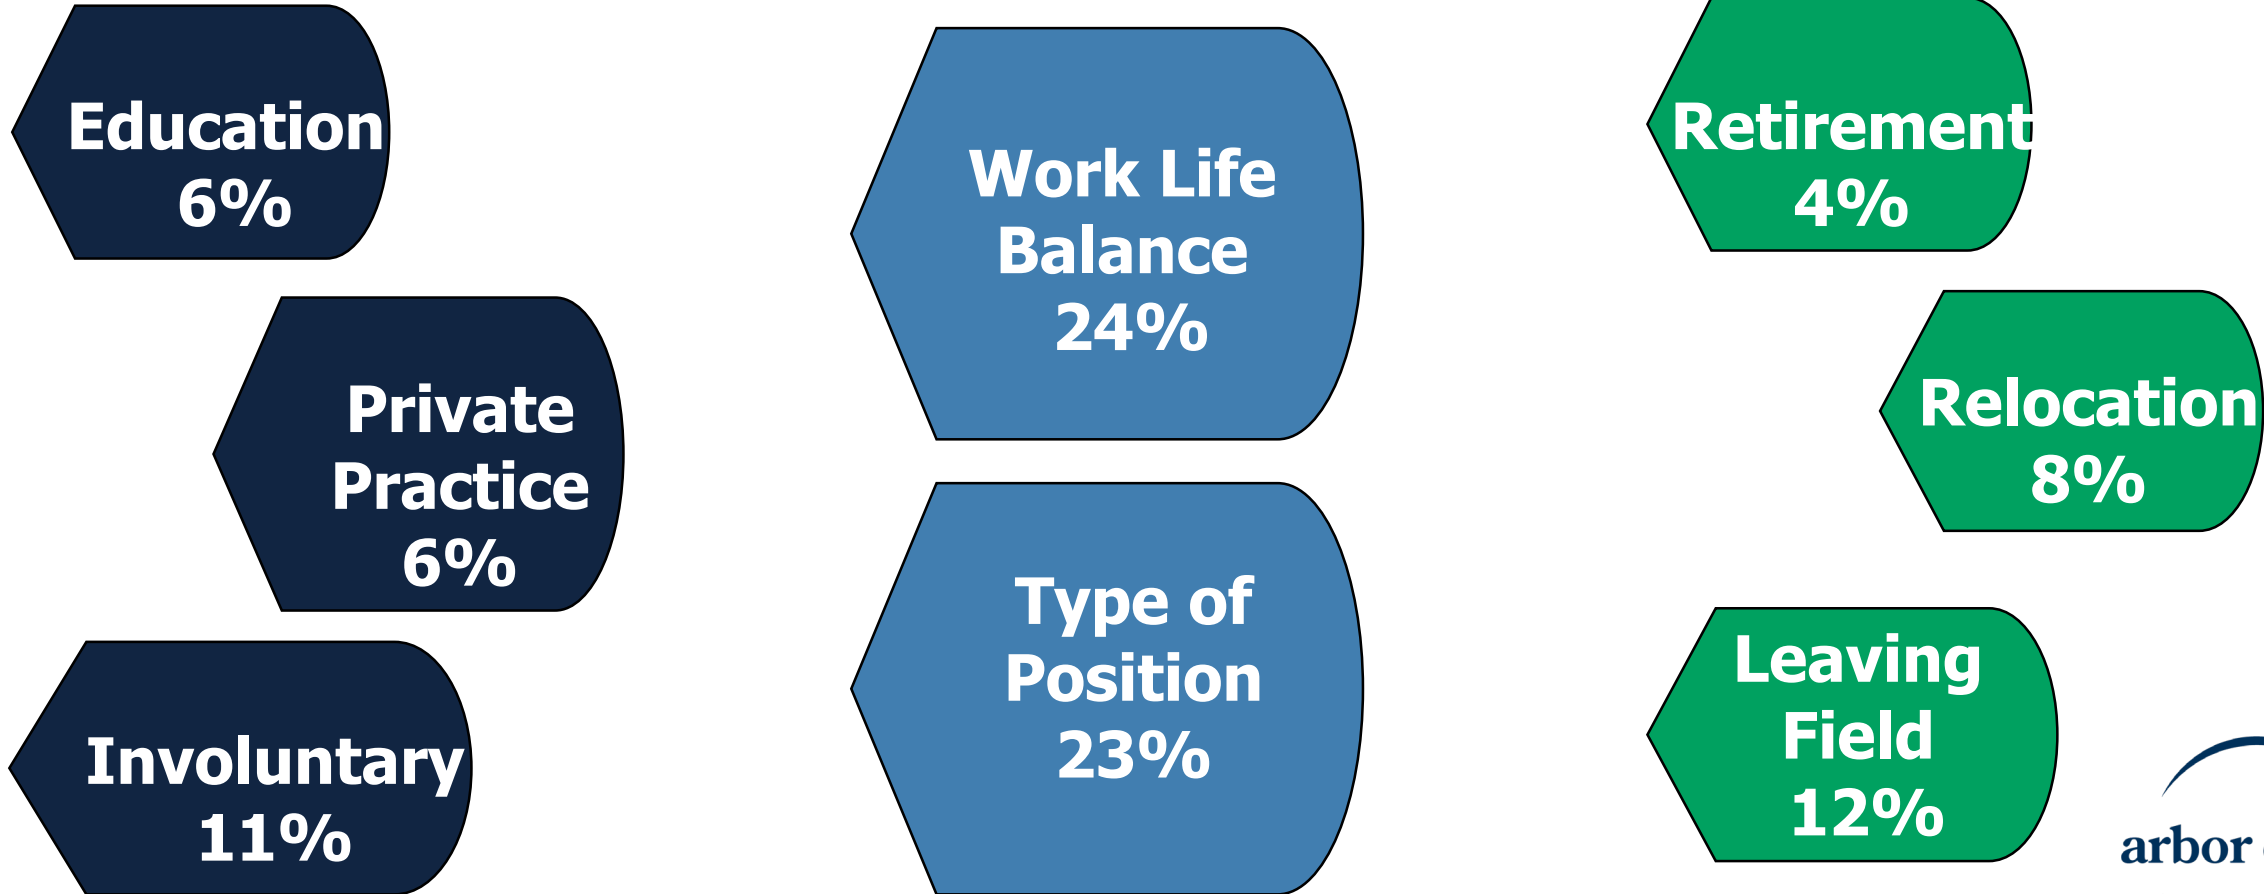 Education
6%
Private
Practice
6%
Involuntary
11%
Work Life
Balance
24%
Type of
Position
23%
Retirement
4%
Relocation
8%
Leaving
Field
12%
arbor